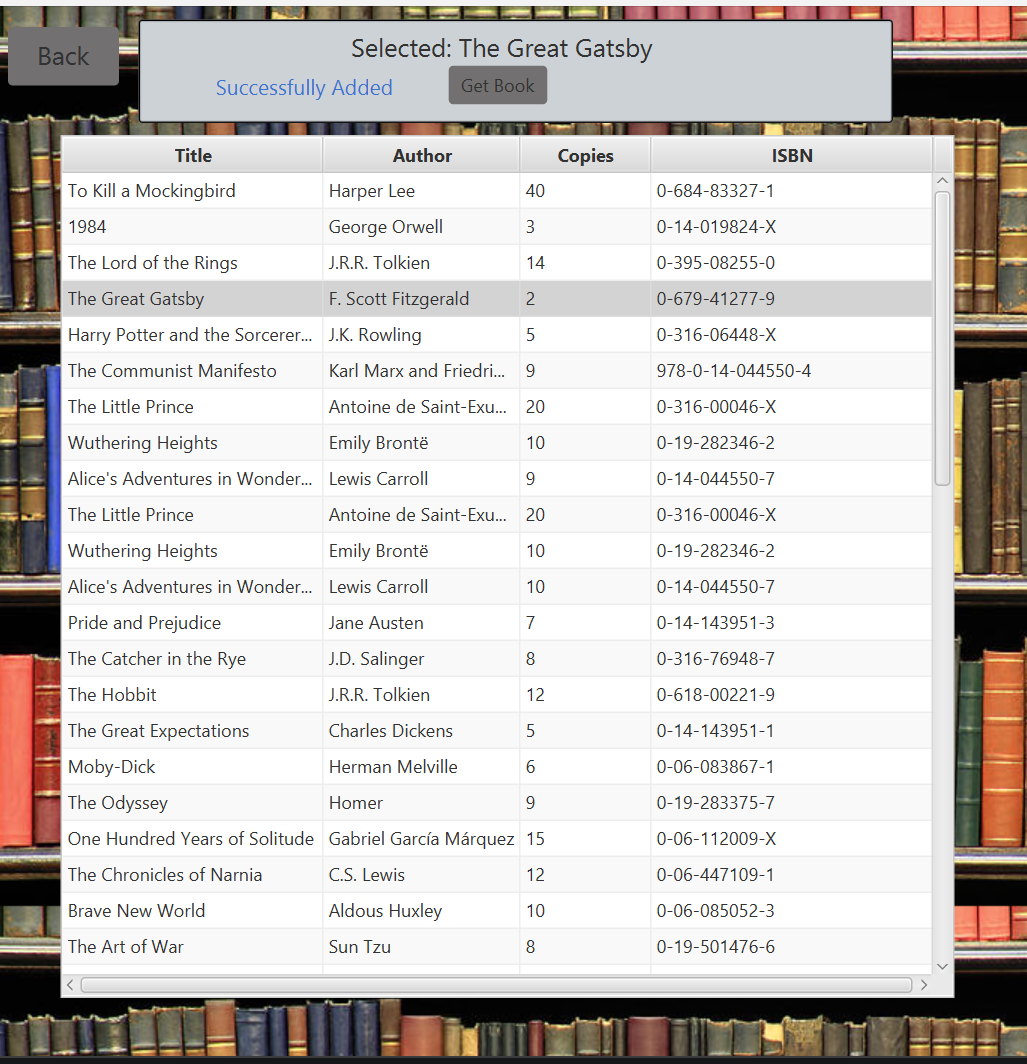 Back
Selected: The Great Gatsby
Successfully Added Get Book
Title Author Copies ISBN
To Kill a Mockingbird Harper Lee 40 0-684-83327-1
1984 George Orwell 3 0-14-019824-X
The Lord of the Rings J.R.R. Tolkien 14 0-395-08255-0
The Great Gatsby F. Scott Fitzgerald 2 0-679-41277-9
Harry Potter and the Sorcerer... J.K. Rowling 5 0-316-06448-X
The Communist Manifesto Karl Marx and Friedri... 9 978-0-14-044550-4
The Little Prince Antoine de Saint-Exu... 20 0-316-00046-X
Wuthering Heights Emily Brontë 10 0-19-282346-2
Alice's Adventures in Wonder... Lewis Carroll 9 0-14-044550-7
The Little Prince Antoine de Saint-Exu... 20 0-316-00046-X
Wuthering Heights Emily Brontë 10 0-19-282346-2
Alice's Adventures in Wonder... Lewis Carroll 10 0-14-044550-7
Pride and Prejudice Jane Austen 7 0-14-143951-3
The Catcher in the Rye J.D. Salinger 8 0-316-76948-7
The Hobbit J.R.R. Tolkien 12 0-618-00221-9
The Great Expectations Charles Dickens 5 0-14-143951-1
Moby-Dick Herman Melville 6 0-06-083867-1
The Odyssey Homer 9 0-19-283375-7
One Hundred Years of Solitude Gabriel García Márquez 15 0-06-112009-X
The Chronicles of Narnia C.S. Lewis 12 0-06-447109-1
Brave New World Aldous Huxley 10 0-06-085052-3
The Art of War Sun Tzu 8 0-19-501476-6